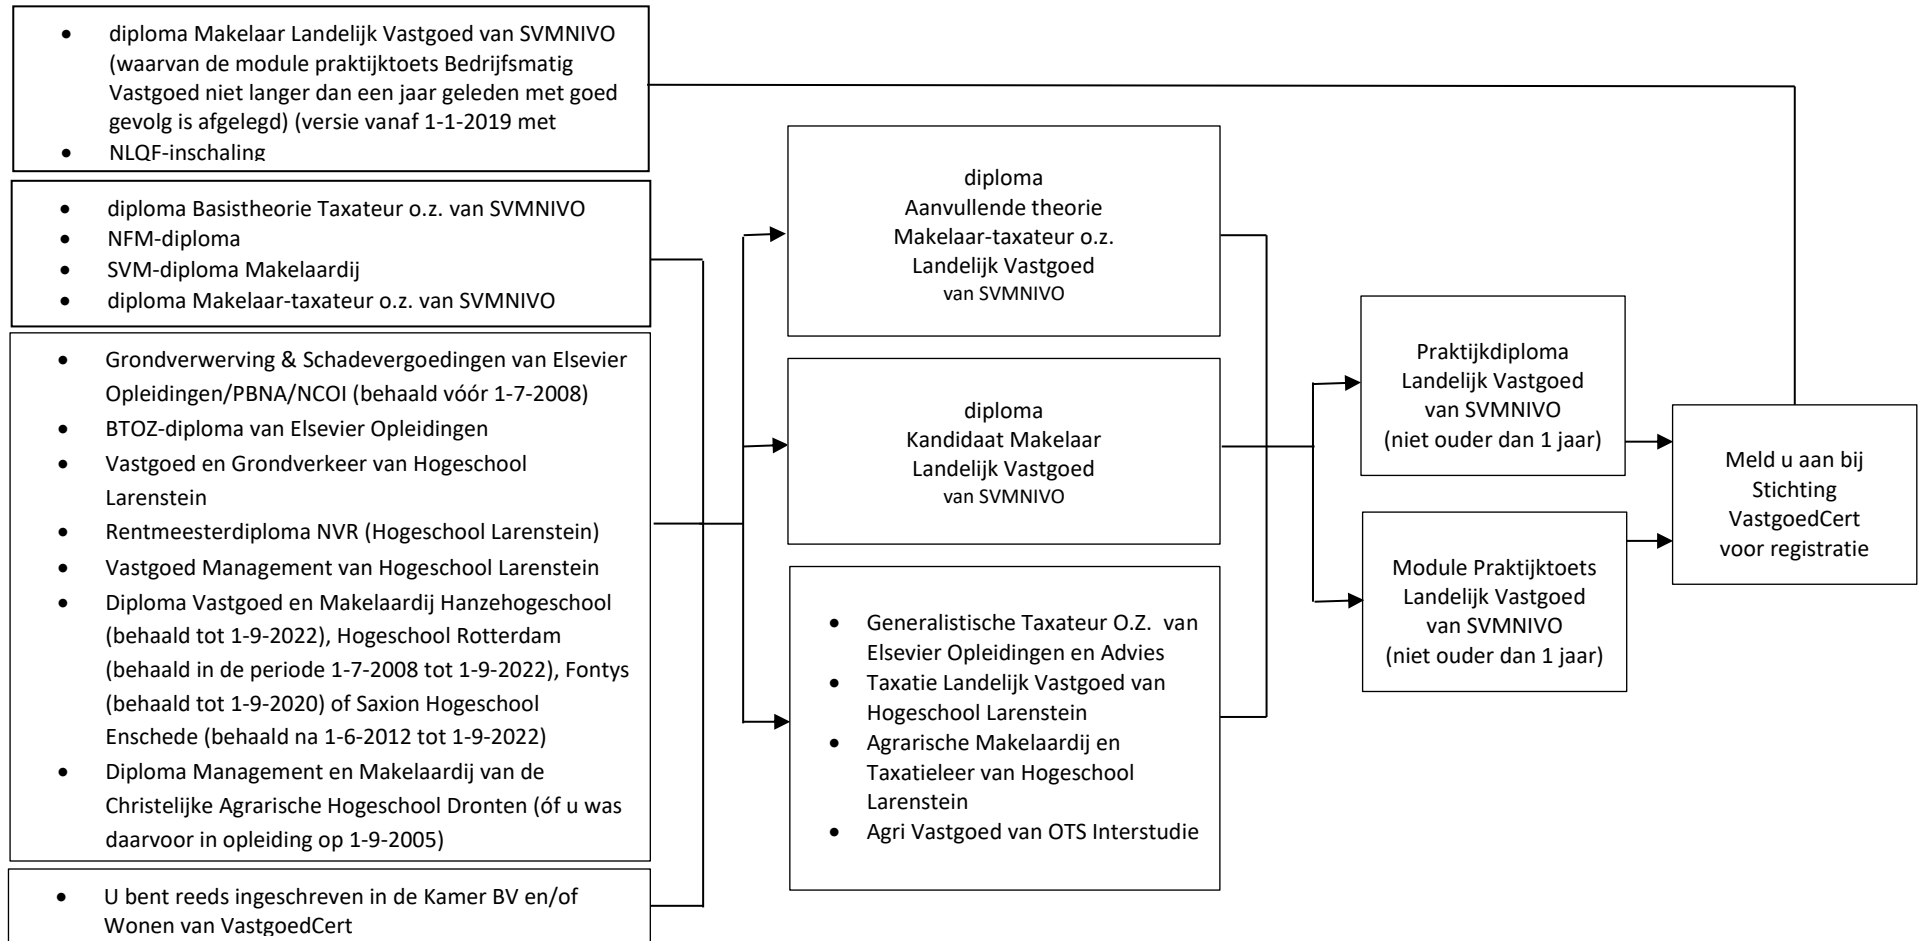 • diploma Makelaar Landelijk Vastgoed van SVMNIVO
(waarvan de module praktijktoets Bedrijfsmatig
Vastgoed niet langer dan een jaar geleden met goed
gevolg is afgelegd) (versie vanaf 1-1-2019 met
• NLQF-inschaling
• diploma Basistheorie Taxateur o.z. van SVMNIVO
• NFM-diploma
• SVM-diploma Makelaardij
• diploma Makelaar-taxateur o.z. van SVMNIVO
• Grondverwerving & Schadevergoedingen van Elsevier
Opleidingen/PBNA/NCOI (behaald vóór 1-7-2008)
• BTOZ-diploma van Elsevier Opleidingen
• Vastgoed en Grondverkeer van Hogeschool
Larenstein
• Rentmeesterdiploma NVR (Hogeschool Larenstein)
• Vastgoed Management van Hogeschool Larenstein
• Diploma Vastgoed en Makelaardij Hanzehogeschool
(behaald tot 1-9-2022), Hogeschool Rotterdam
(behaald in de periode 1-7-2008 tot 1-9-2022), Fontys
(behaald tot 1-9-2020) of Saxion Hogeschool
Enschede (behaald na 1-6-2012 tot 1-9-2022)
• Diploma Management en Makelaardij van de
Christelijke Agrarische Hogeschool Dronten (óf u was
daarvoor in opleiding op 1-9-2005)
• U bent reeds ingeschreven in de Kamer BV en/of
Wonen van VastgoedCert
diploma
Aanvullende theorie
Makelaar-taxateur o.z.
Landelijk Vastgoed
van SVMNIVO
diploma
Kandidaat Makelaar
Landelijk Vastgoed
van SVMNIVO
• Generalistische Taxateur O.Z. van
Elsevier Opleidingen en Advies
• Taxatie Landelijk Vastgoed van
Hogeschool Larenstein
• Agrarische Makelaardij en
Taxatieleer van Hogeschool
Larenstein
• Agri Vastgoed van OTS Interstudie
Praktijkdiploma
Landelijk Vastgoed
van SVMNIVO
(niet ouder dan 1 jaar)
Module Praktijktoets
Landelijk Vastgoed
van SVMNIVO
(niet ouder dan 1 jaar)
Meld u aan bij
Stichting
VastgoedCert
voor registratie